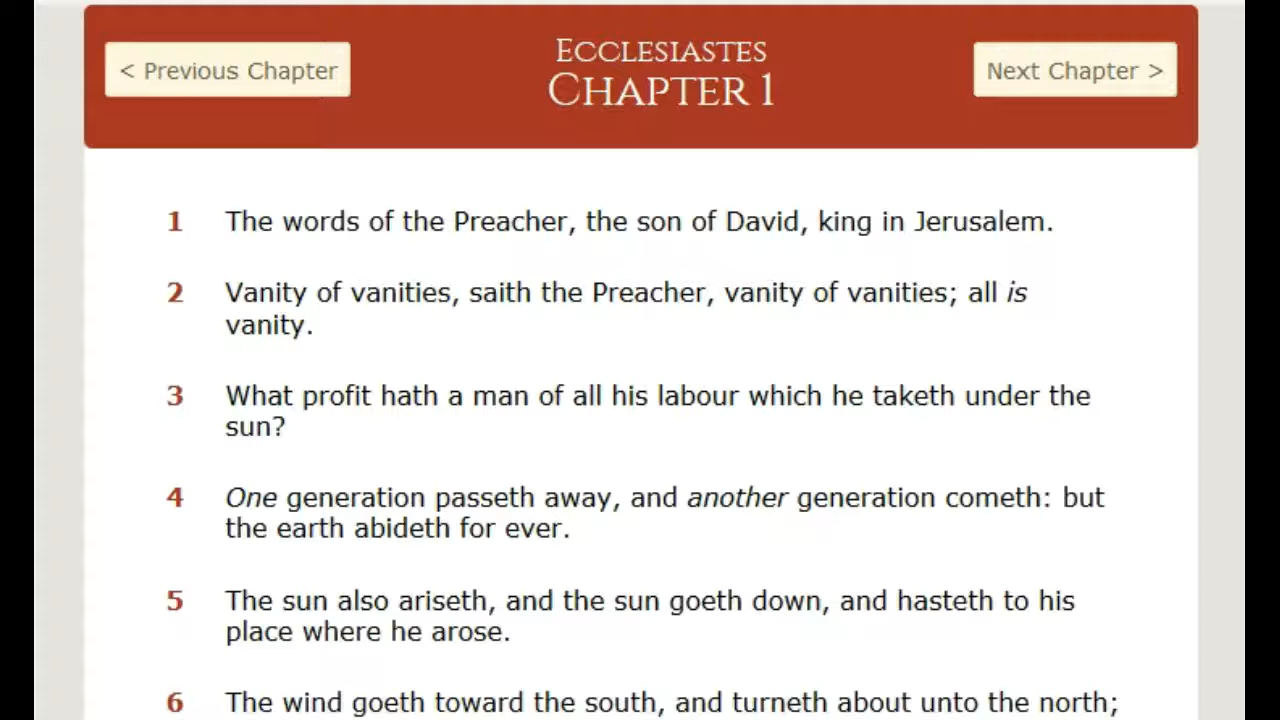 < Previous Chapter
Ecclesiastes
Chapter 1
Next Chapter >
1 The words of the Preacher, the son of David, king in Jerusalem.
2 Vanity of vanities, saith the Preacher, vanity of vanities; all is
vanity.
3 What profit hath a man of all his labour which he taketh under the
sun?
4 One generation passeth away, and another generation cometh: but
the earth abideth for ever.
5 The sun also ariseth, and the sun goeth down, and hasteth to his
place where he arose.
6 The wind goeth toward the south, and turneth about unto the north;